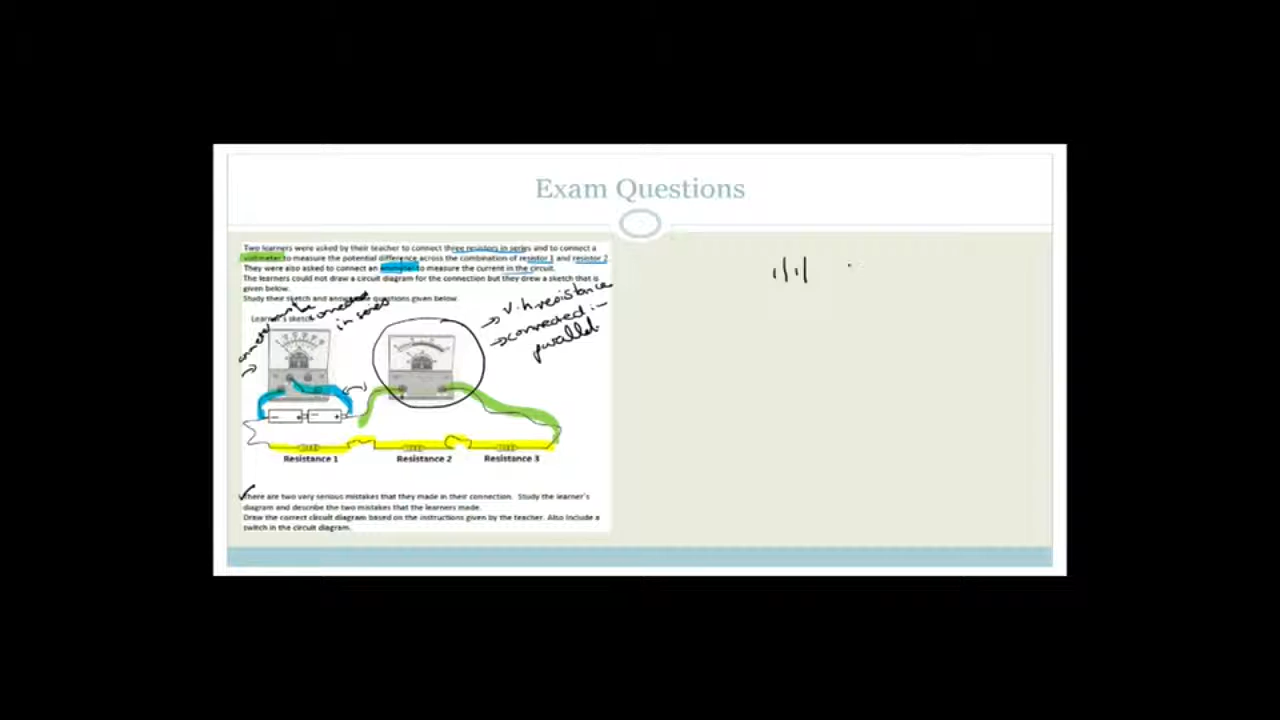 Exam Questions
Two learners were asked by their teacher to connect three resistors in series and to connect a
voltmeter to measure the potential difference across the combination of resistor 1 and resistor 2
They were also asked to connect an ammeter to measure the current in the circuit.
The learners could not draw a circuit diagram for the connection but they drew a sketch that is
given below.
Study their sketch and answer the questions given below.
Learner's sketch
ammeter
in series
→ V.h.resistance
→ connected :-
parallel.
Resistance 1
Resistance 2
Resistance 3
There are two very serious mistakes that they made in their connection. Study the learner's
diagram and describe the two mistakes that the learners made.
Draw the correct circuit diagram based on the instructions given by the teacher. Also include a
switch in the circuit diagram.